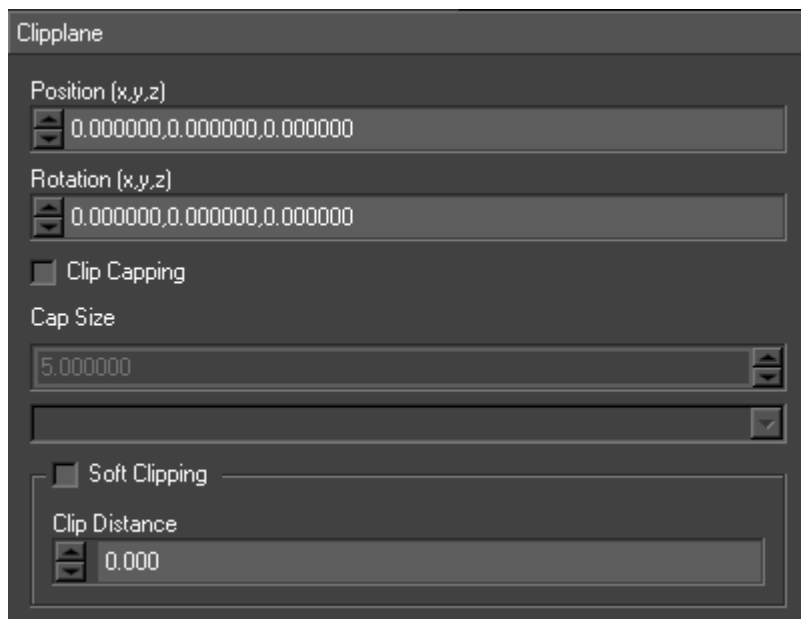 Clipplane
Position (x,y,z)
0.000000,0.000000,0.000000
Rotation (x,y,z)
0.000000,0.000000,0.000000
Clip Capping
Cap Size
5.000000
Soft Clipping
Clip Distance
0.000